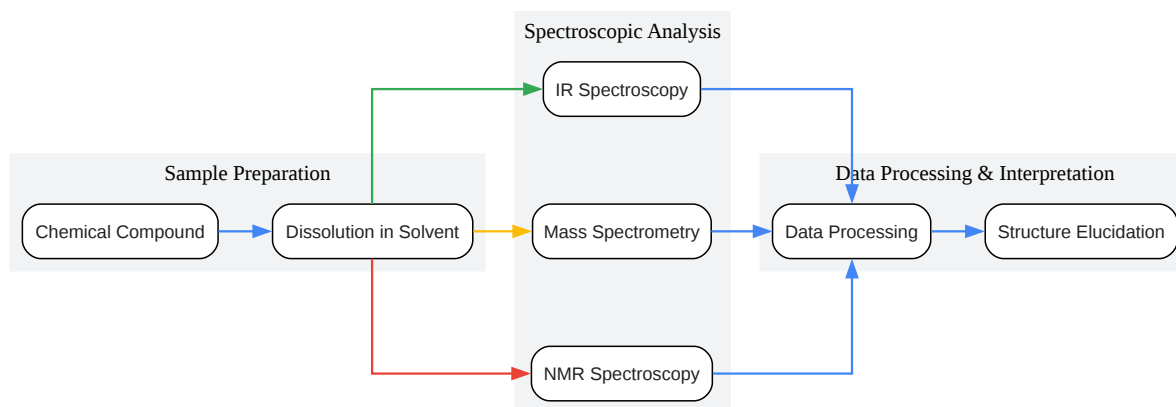 Spectroscopic Analysis
IR Spectroscopy
Sample Preparation
Data Processing & Interpretation
Chemical Compound
Dissolution in Solvent
Mass Spectrometry
Data Processing
Structure Elucidation
NMR Spectroscopy